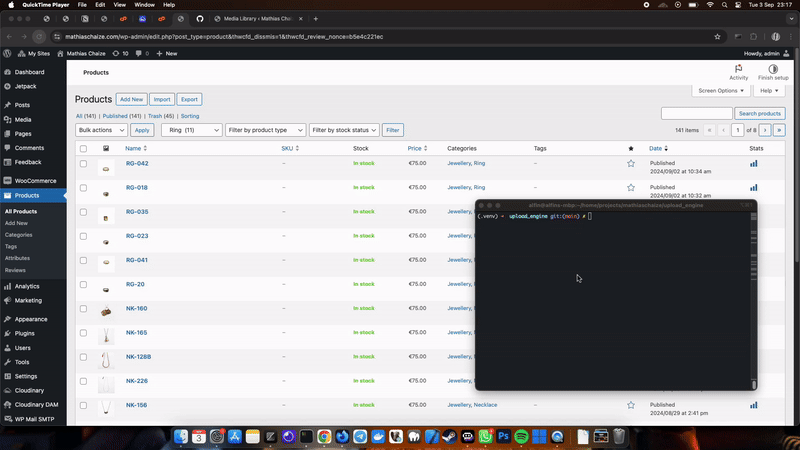 QuickTime Player File Edit View Window Help Tue 3 Sep 23:17
Media Library ‹ Mathias Chaize
mathiaschaize.com/wp-admin/edit.php?post_type=product&thwcfd_dissmis=1&thwcfd_review_nonce=b5e4c221ec
My Sites Mathias Chaize 10 0 + New Howdy, admin
Products
Activity Finish setup
Screen Options Help
Products Add New Import Export
All (141) | Published (141) | Trash (45) | Sorting
Search products
Bulk actions Apply Ring (11) Filter by product type Filter by stock status Filter 141 items « ‹ 1 of 8 › »
Name SKU Stock Price Categories Tags Date Stats
RG-042 – In stock €75.00 Jewellery, Ring – Published
2024/09/02 at 10:34 am
RG-018 – In stock €75.00 Jewellery, Ring – Published
2024/09/02 at 10:32 am
RG-035 – In stock €75.00
RG-023 – In stock €75.00
RG-041 – In stock €75.00
RG-20 – In stock €75.00
NK-160 – In stock €75.00
NK-165 – In stock €75.00
NK-128B – In stock €75.00
NK-226 – In stock €75.00
NK-156 – In stock €75.00 Jewellery, Necklace – Published
2024/08/29 at 2:41 pm
Dashboard
Jetpack
Posts
Media
Pages
Comments
Feedback
WooCommerce
Products
All Products
Add New
Categories
Tags
Attributes
Reviews
Analytics
Marketing
Appearance
Plugins
Users
Tools
Settings
Cloudinary
Cloudinary DAM
WP Mail SMTP
alfin@alfins-mbp:~/home/projects/mathiaschaize/upload_engine
(.venv) → upload_engine git:(main) ✗